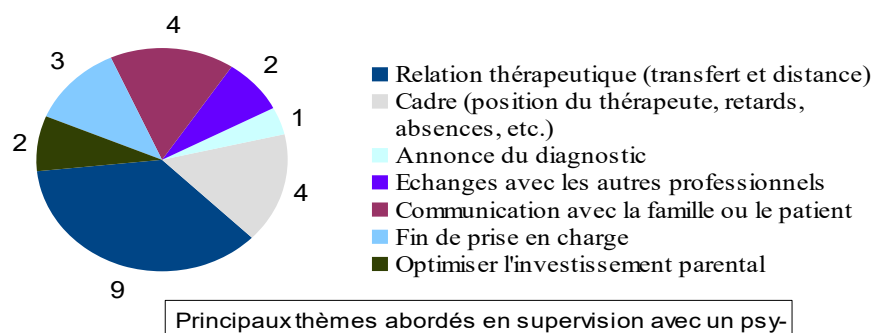 4
3
2
2
1
4
9
Relation thérapeutique (transfert et distance)
Cadre (position du thérapeute, retards,
absences, etc.)
Annonce du diagnostic
Echanges avec les autres professionnels
Communication avec la famille ou le patient
Fin de prise en charge
Optimiser l'investissement parental
Principaux thèmes abordés en supervision avec un psy-